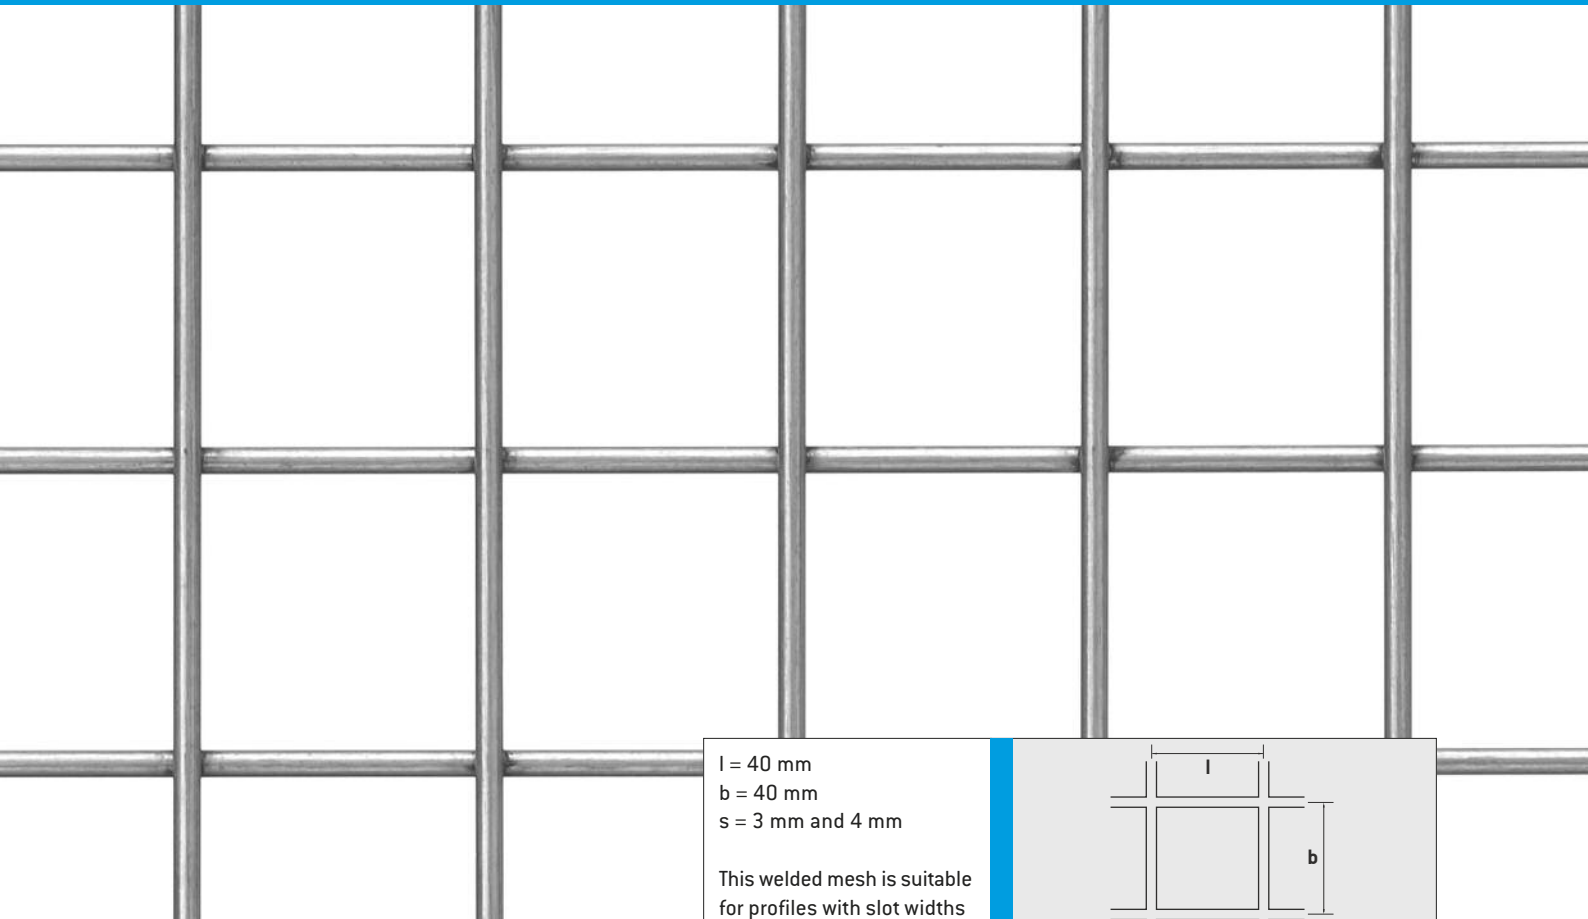 l = 40 mm
b = 40 mm
s = 3 mm and 4 mm
This welded mesh is suitable
for profiles with slot widths
l
b